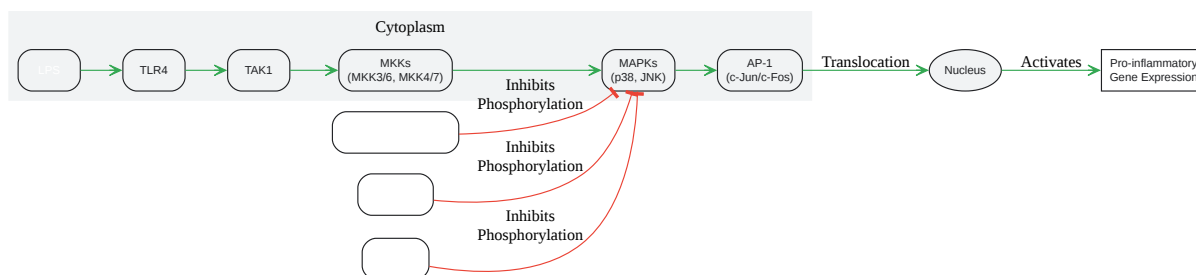 Cytoplasm
LPS
TLR4
TAK1
MKKs
(MKK3/6, MKK4/7)
MAPKs
(p38, JNK)
AP-1
(c-Jun/c-Fos)
Translocation
Nucleus
Activates
Pro-inflammatory
Gene Expression
Inhibits
Phosphorylation
Inhibits
Phosphorylation
Inhibits
Phosphorylation